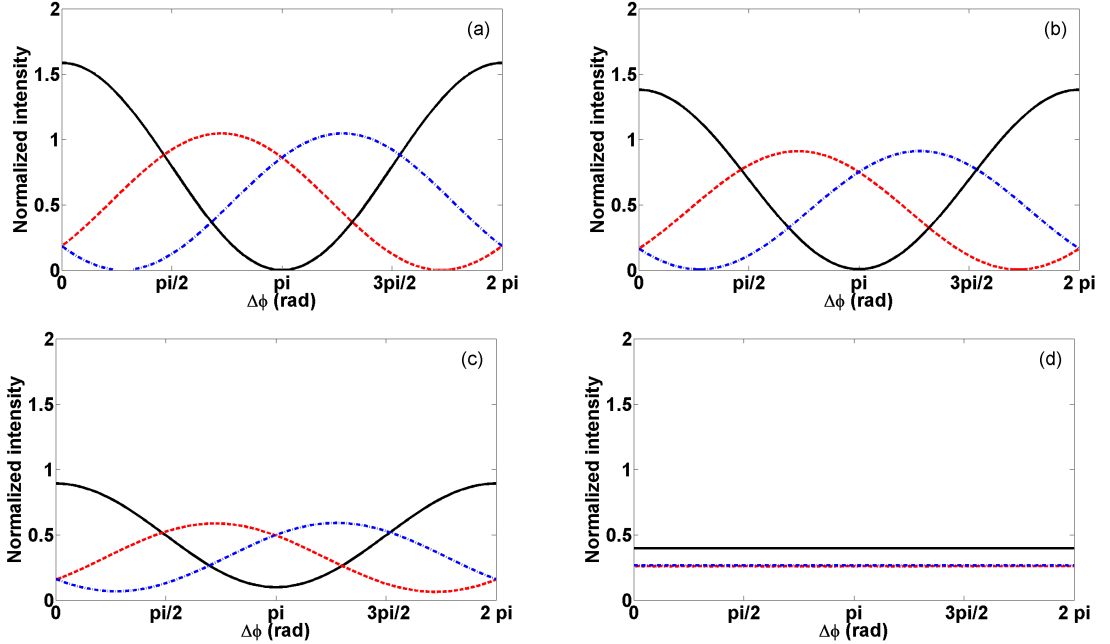 (a)
Normalized intensity
2
1.5
1
0.5
0
0 pi/2 pi 3pi/2 2 pi
Δϕ (rad)
(b)
Normalized intensity
2
1.5
1
0.5
0
0 pi/2 pi 3pi/2 2 pi
Δϕ (rad)
(c)
Normalized intensity
2
1.5
1
0.5
0
0 pi/2 pi 3pi/2 2 pi
Δϕ (rad)
(d)
Normalized intensity
2
1.5
1
0.5
0
0 pi/2 pi 3pi/2 2 pi
Δϕ (rad)